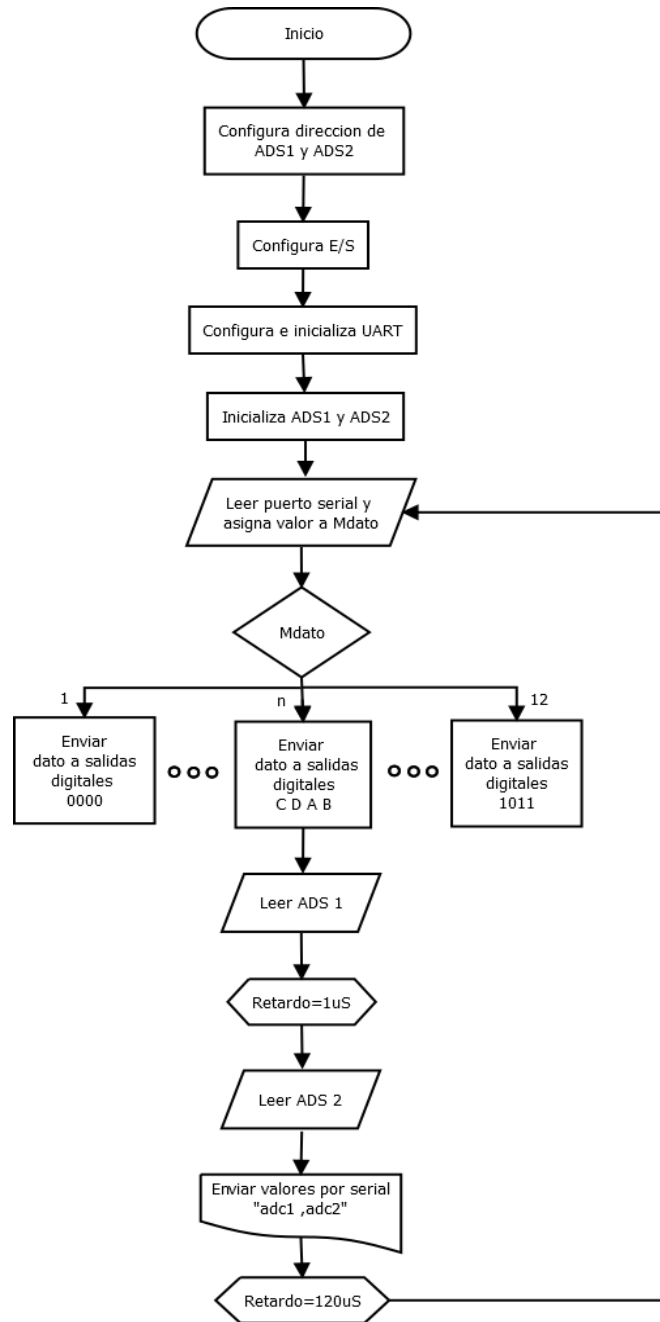 Inicio
Configura direccion de
ADS1 y ADS2
Configura E/S
Configura e inicializa UART
Inicializa ADS1 y ADS2
Leer puerto serial y
asigna valor a Mdato
Mdato
1
n
12
Enviar
dato a salidas
digitales
0000
Enviar
dato a salidas
digitales
C D A B
Enviar
dato a salidas
digitales
1011
Leer ADS 1
Retardo=1uS
Leer ADS 2
Enviar valores por serial
"adc1 ,adc2"
Retardo=120uS